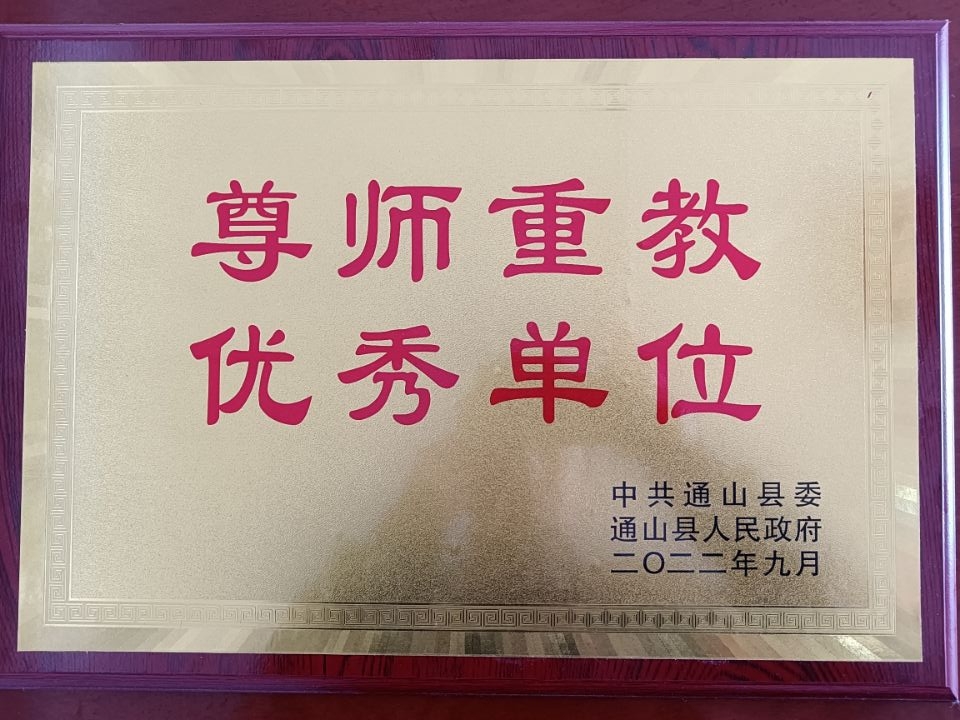 尊师重教
优秀单位
中共通山县委
通山县人民政府
二〇二二年九月